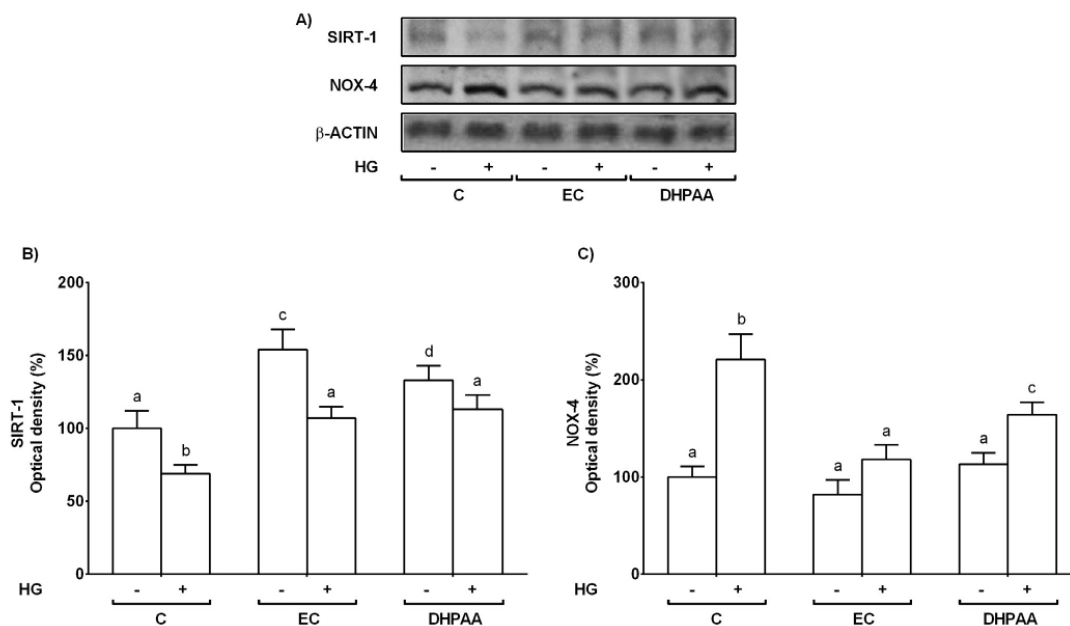 A)
SIRT-1
NOX-4
β-ACTIN
HG - + - + - +
C EC DHPAA
B)
SIRT-1
Optical density (%)
200
150
100
50
0
a b c a d a
HG - + - + - +
C EC DHPAA
C)
NOX-4
Optical density (%)
300
200
100
0
a b a a a c
HG - + - + - +
C EC DHPAA